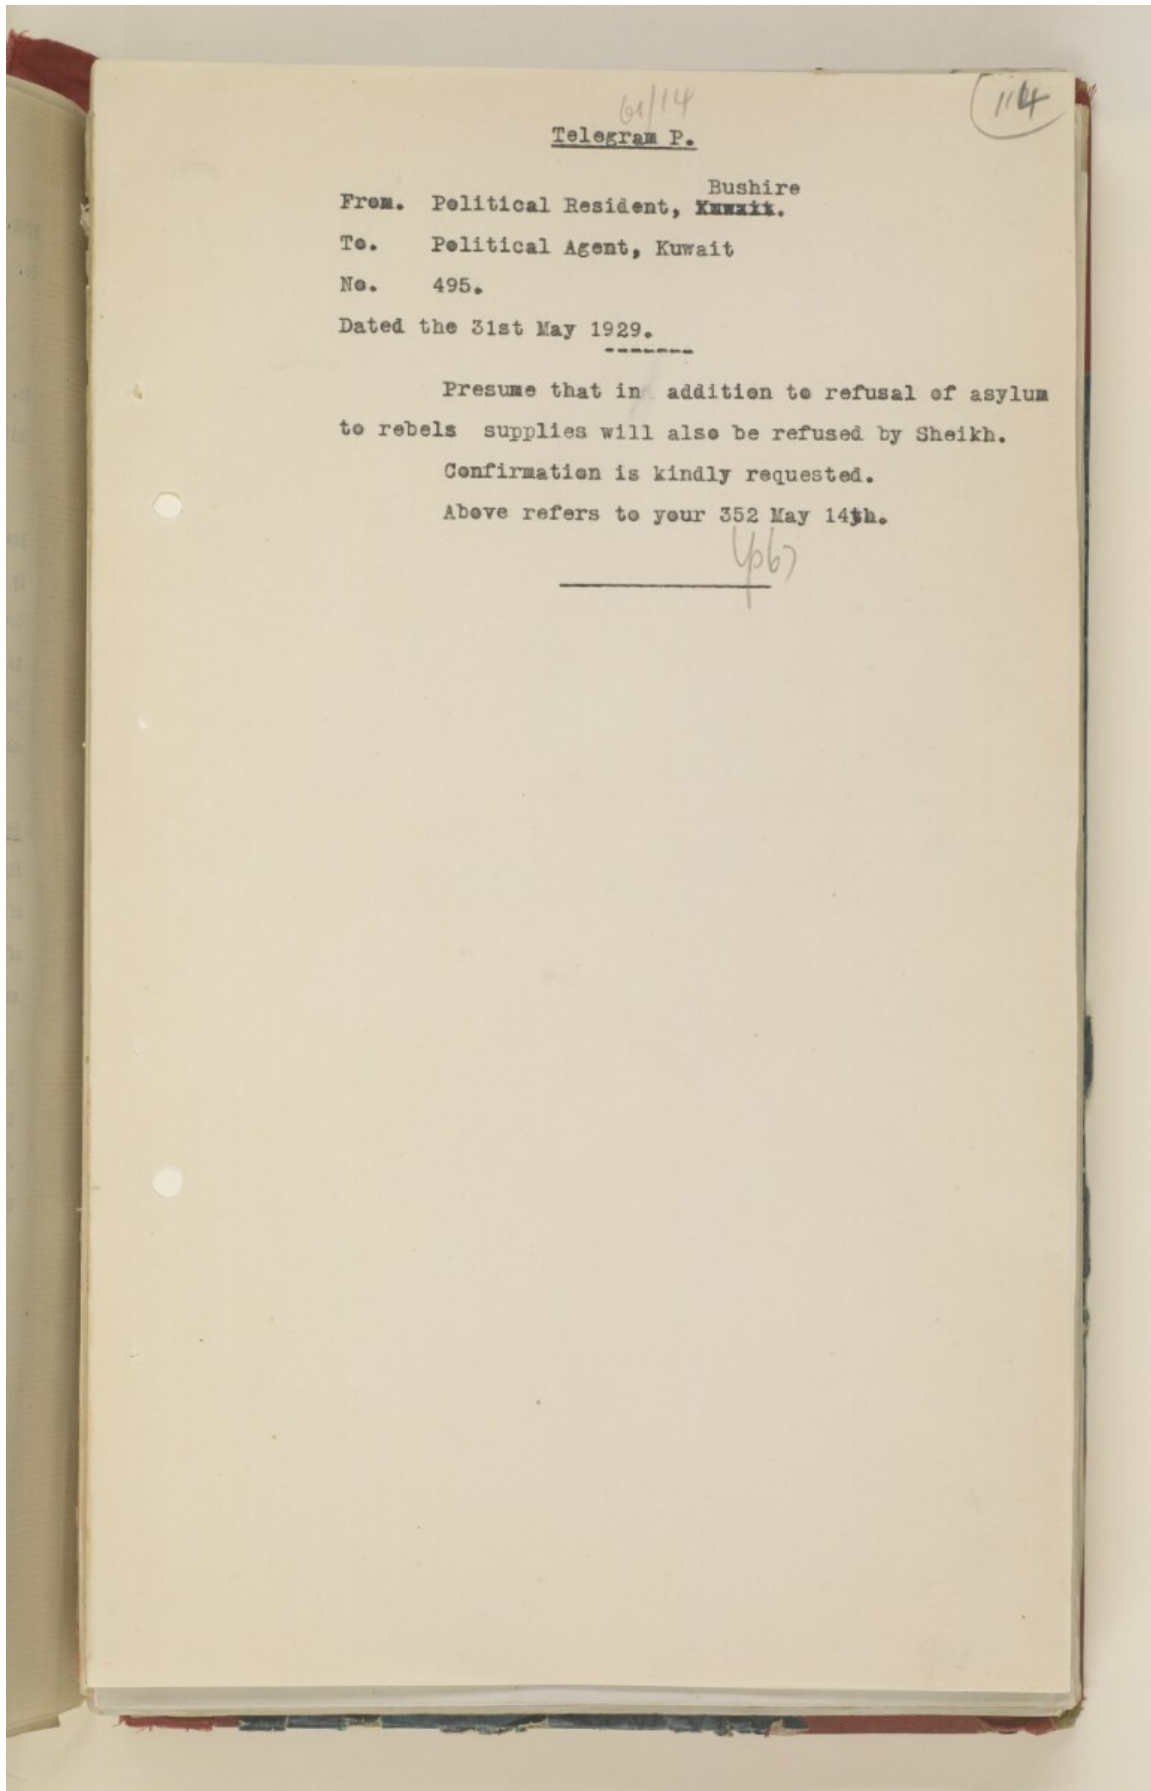 61/14
114
Telegram P.
Bushire
From. Political Resident, Kuwait.
To. Political Agent, Kuwait
No. 495.
Dated the 31st May 1929.
-------
Presume that in addition to refusal of asylum
to rebels supplies will also be refused by Sheikh.
Confirmation is kindly requested.
Above refers to your 352 May 14th.